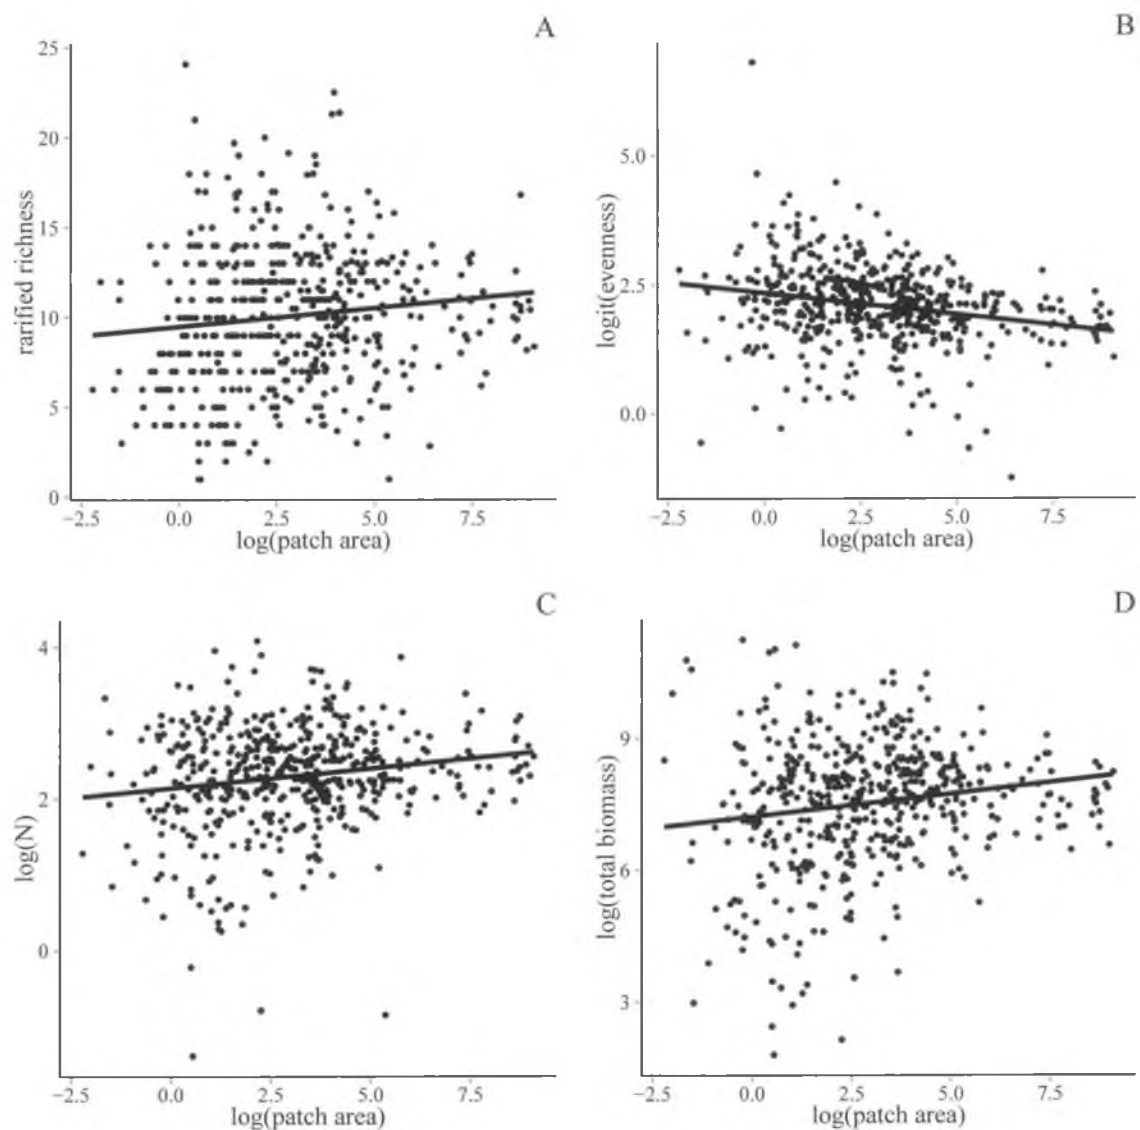 A
25
20
15
10
5
0
rarified richness
−2.5 0.0 2.5 5.0 7.5
log(patch area)
B
5.0
2.5
0.0
logit(evenness)
−2.5 0.0 2.5 5.0 7.5
log(patch area)
C
4
2
0
log(N)
−2.5 0.0 2.5 5.0 7.5
log(patch area)
D
9
6
3
log(total biomass)
−2.5 0.0 2.5 5.0 7.5
log(patch area)